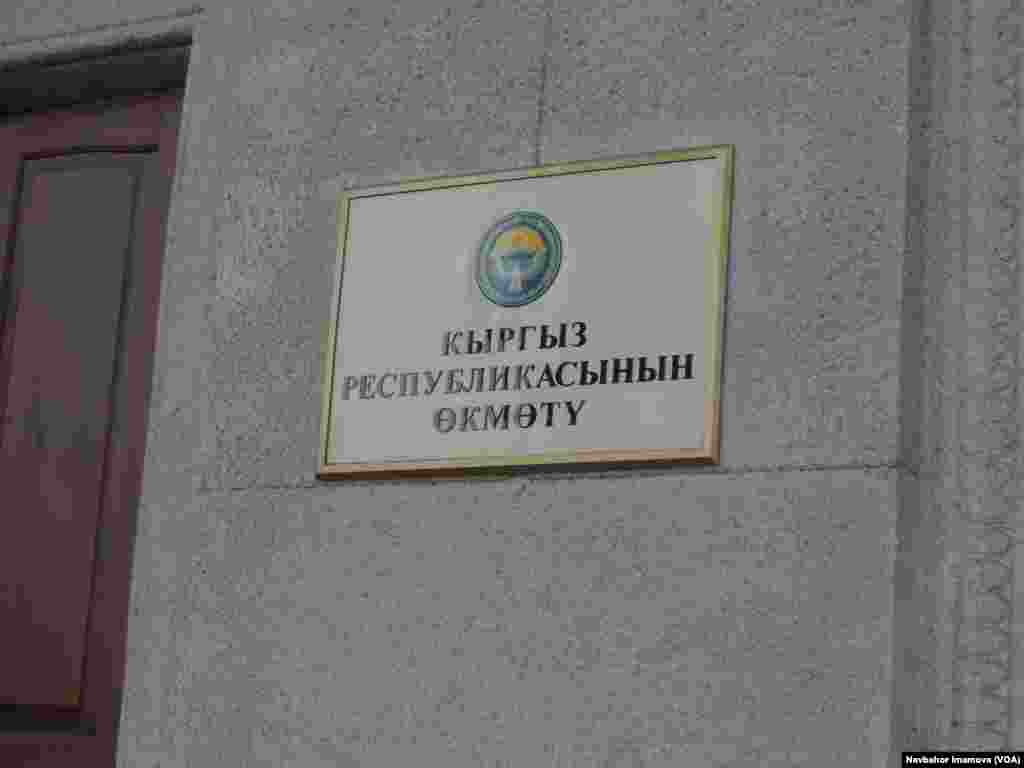 КЫРГЫЗ
РЕСПУБЛИКАСЫНЫН
ӨКМӨТҮ
Navbahor Imamova (VOA)